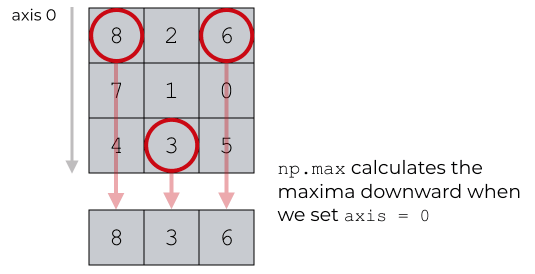 axis 0
8 2 6
7 1 0
4 3 5
np.max calculates the
maxima downward when
we set axis = 0
8 3 6